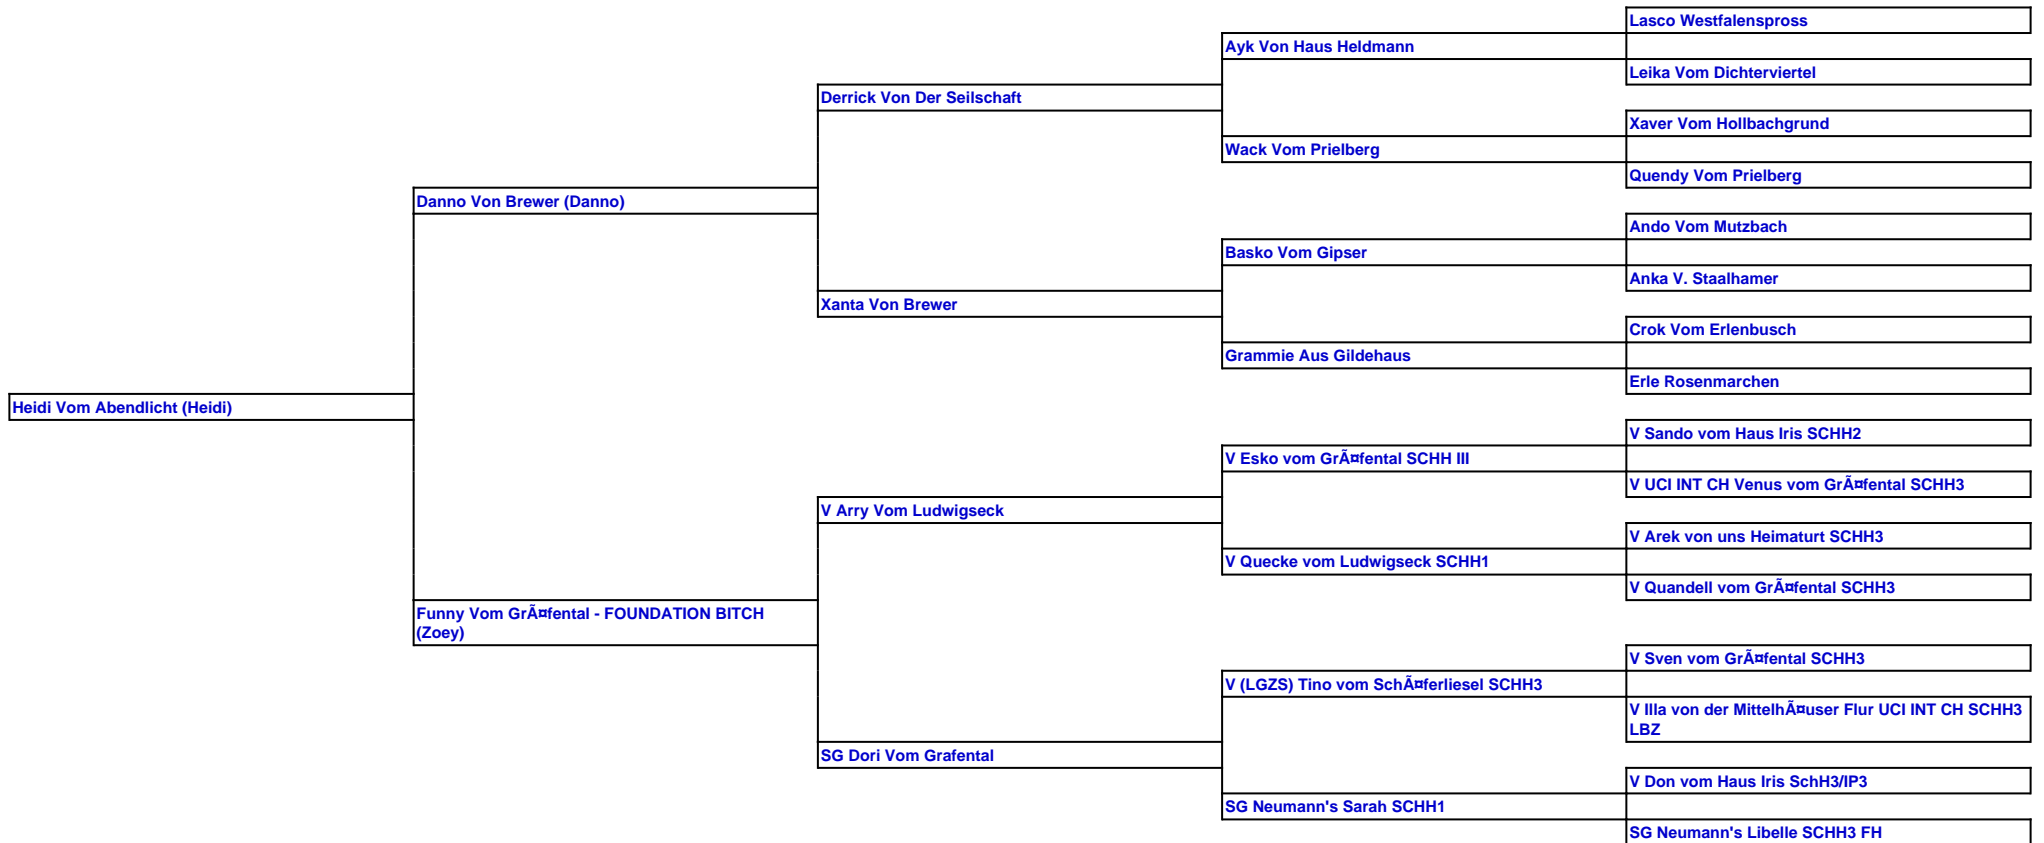 Lasco Westfalenspross
Ayk Von Haus Heldmann
Leika Vom Dichterviertel
Derrick Von Der Seilschaft
Xaver Vom Hollbachgrund
Wack Vom Prielberg
Quendy Vom Prielberg
Danno Von Brewer (Danno)
Ando Vom Mutzbach
Basko Vom Gipser
Anka V. Staalhamer
Xanta Von Brewer
Crok Vom Erlenbusch
Grammie Aus Gildehaus
Erle Rosenmarchen
Heidi Vom Abendlicht (Heidi)
V Sando vom Haus Iris SCHH2
V Esko vom GrÃ¤fental SCHH III
V UCI INT CH Venus vom GrÃ¤fental SCHH3
V Arry Vom Ludwigseck
V Arek von uns Heimaturt SCHH3
V Quecke vom Ludwigseck SCHH1
V Quandell vom GrÃ¤fental SCHH3
Funny Vom GrÃ¤fental - FOUNDATION BITCH
(Zoey)
V Sven vom GrÃ¤fental SCHH3
V (LGZS) Tino vom SchÃ¤ferliesel SCHH3
V Illa von der MittelhÃ¤user Flur UCI INT CH SCHH3
LBZ
SG Dori Vom Grafental
V Don vom Haus Iris SchH3/IP3
SG Neumann's Sarah SCHH1
SG Neumann's Libelle SCHH3 FH